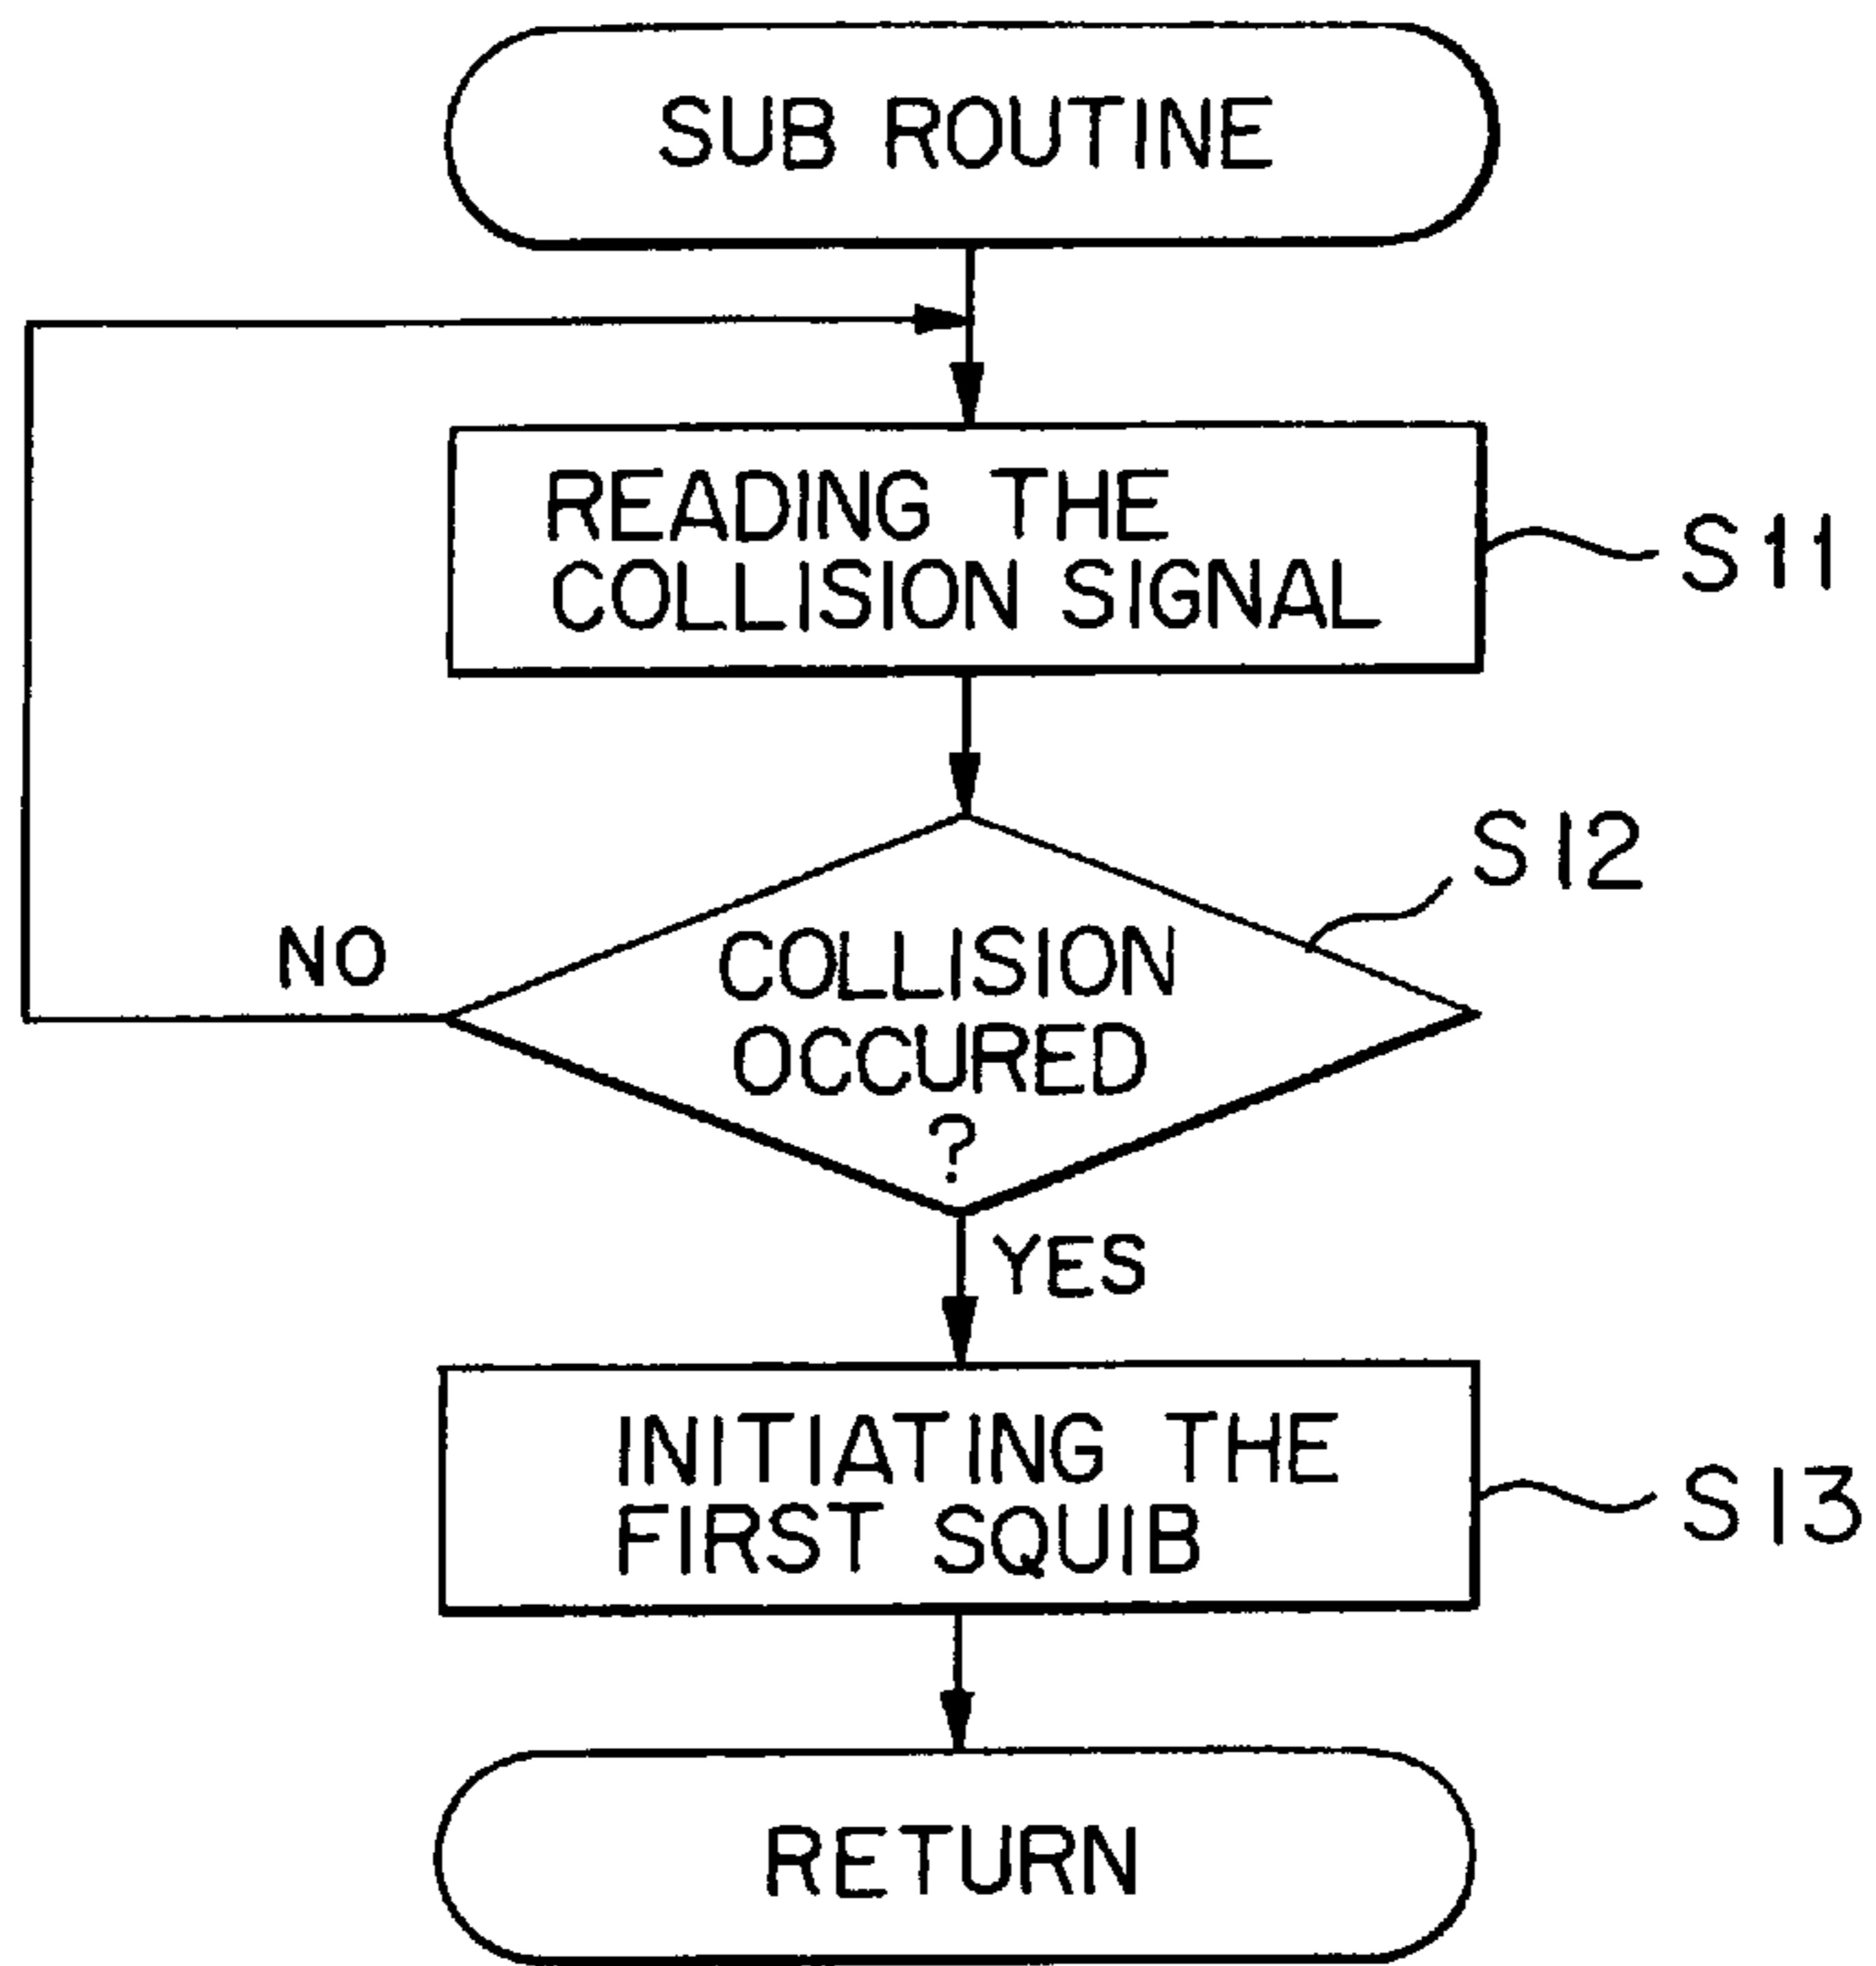 SUB ROUTINE
READING THE
COLLISION SIGNAL
S11
S12
NO
COLLISION
OCCURED
?
YES
INITIATING THE
FIRST SQUIB
S13
RETURN